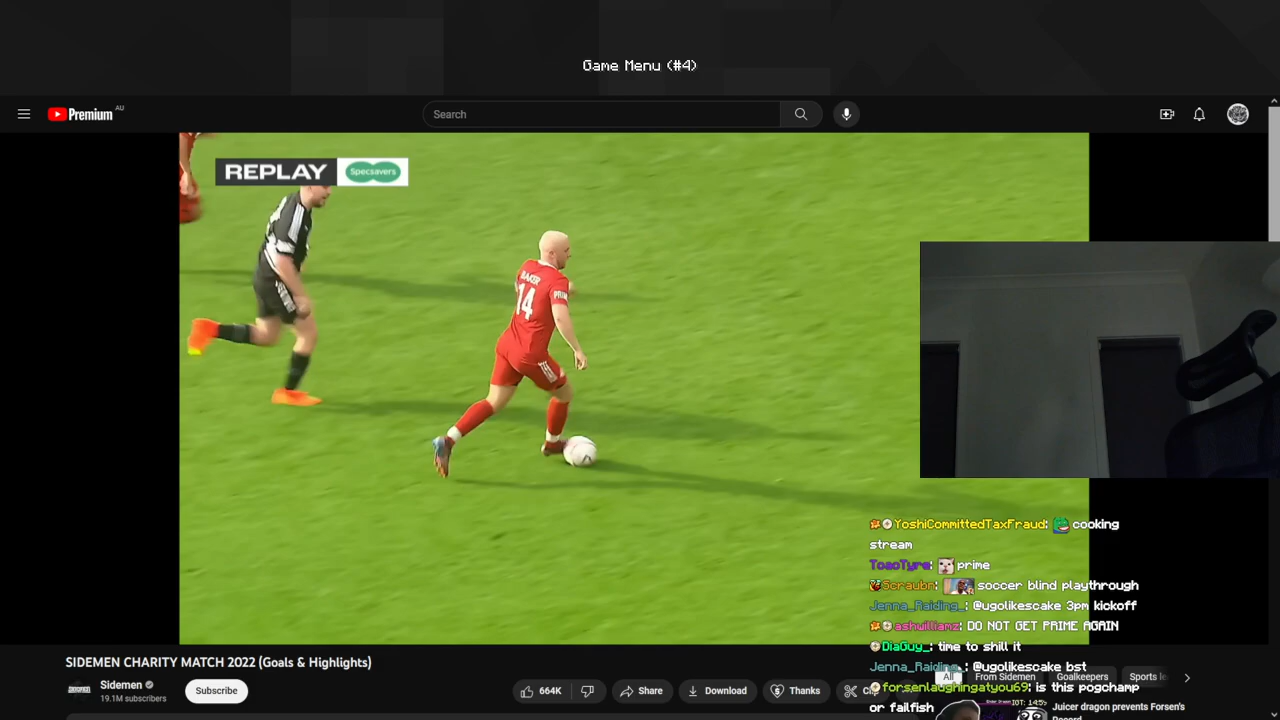 Game Menu (#4)
Premium AU
Search
REPLAY Specsavers
BAKER
14
PRIM
YoshiCommittedTaxFraud: cooking
stream
prime
Scraubn: soccer blind playthrough
Jenna_Raiding_: @ugolikescake 3pm kickoff
ashwilliamz: DO NOT GET PRIME AGAIN
DiaGuy_: time to shill it
Jenna_Raiding_: @ugolikescake bst
forsenlaughingatyou69: is this pogchamp
or failfish
SIDEMEN CHARITY MATCH 2022 (Goals & Highlights)
Sidemen
19.1M subscribers
Subscribe
664K
Share
Download
Thanks
All
From Sidemen
Goalkeepers
Juicer dragon prevents Forsen's